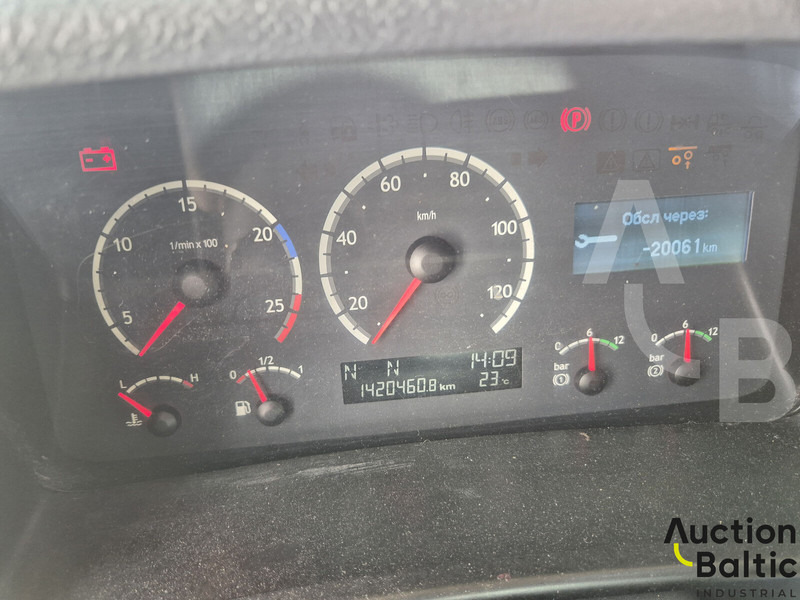 Обсл через:
-20061 km
5
10
15
20
25
1/min x 100
20
40
60
80
100
120
km/h
L
H
0
1/2
1
N N 14:09
1420460.8 km 23 °C
0
6
12
bar
1
0
6
12
bar
2
P
A
B
Auction
Baltic
INDUSTRIAL